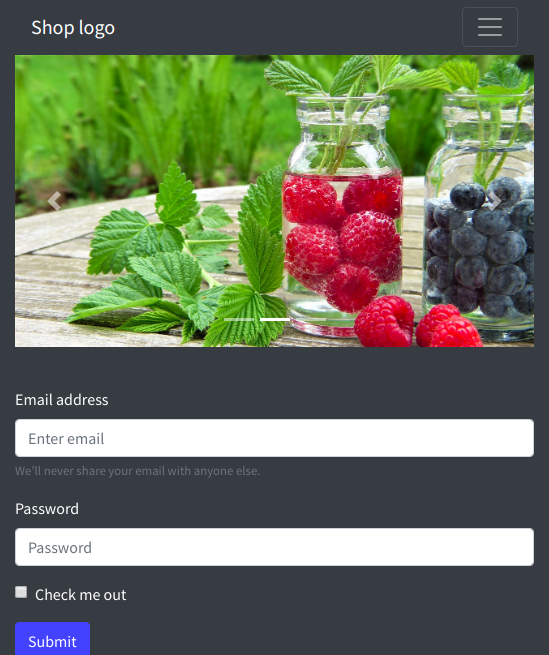 Shop logo
Email address
Enter email
We'll never share your email with anyone else.
Password
Password
Check me out
Submit